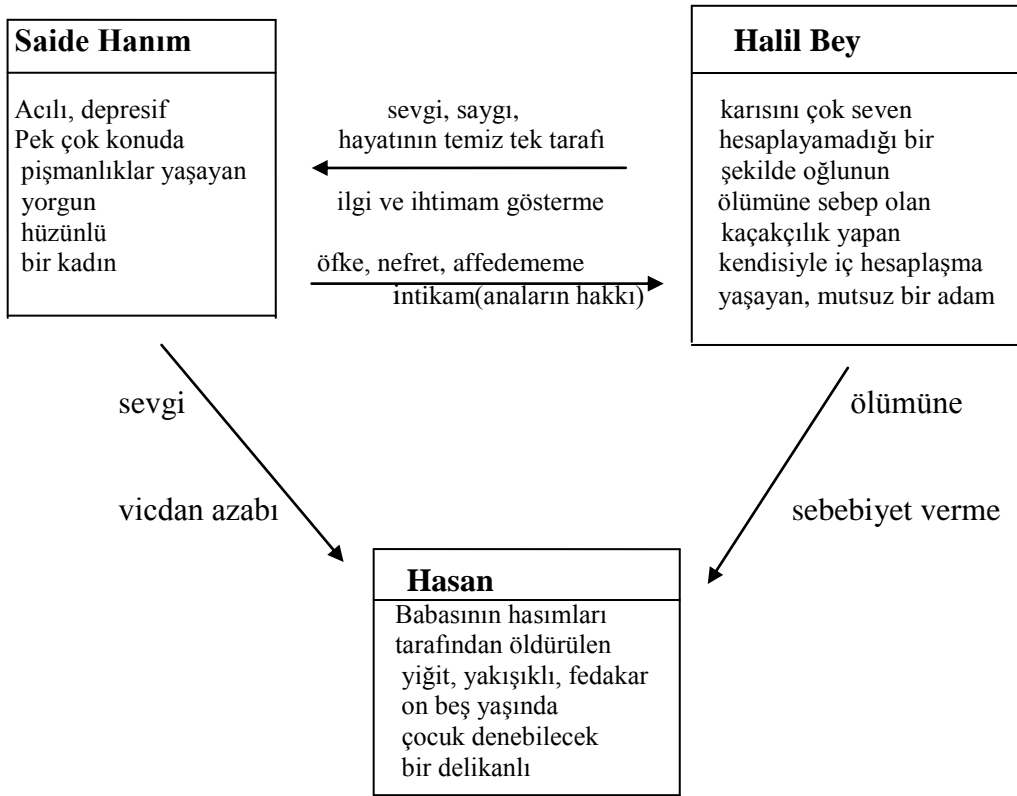 Saide Hanım
Acılı, depresif
Pek çok konuda
pişmanlıklar yaşayan
yorgun
hüzünlü
bir kadın
sevgi, saygı,
hayatının temiz tek tarafı
ilgi ve ihtimam gösterme
öfke, nefret, affedememe
intikam(anaların hakkı)
Halil Bey
karısını çok seven
hesaplayamadığı bir
şekilde oğlunun
ölümüne sebep olan
kaçakçılık yapan
kendisiyle iç hesaplaşma
yaşayan, mutsuz bir adam
sevgi
vicdan azabı
ölümüne
sebebiyet verme
Hasan
Babasının hasımları
tarafından öldürülen
yiğit, yakışıklı, fedakar
on beş yaşında
çocuk denebilecek
bir delikanlı